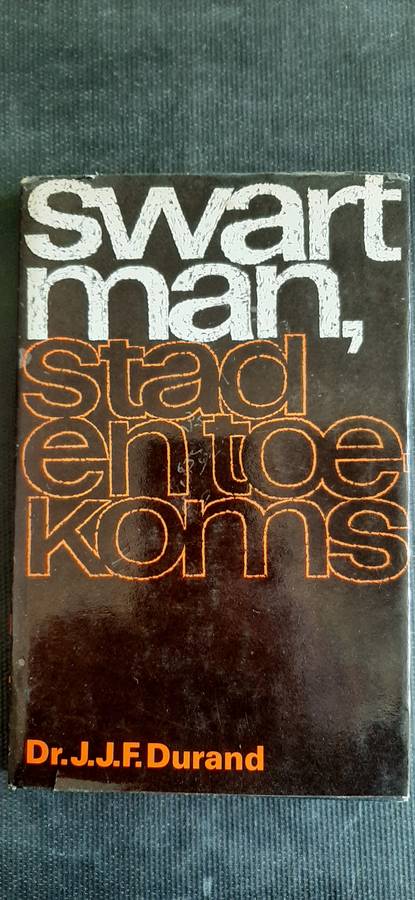 swart
man,
stad
en toe-
koms
Dr. J.J.F. Durand